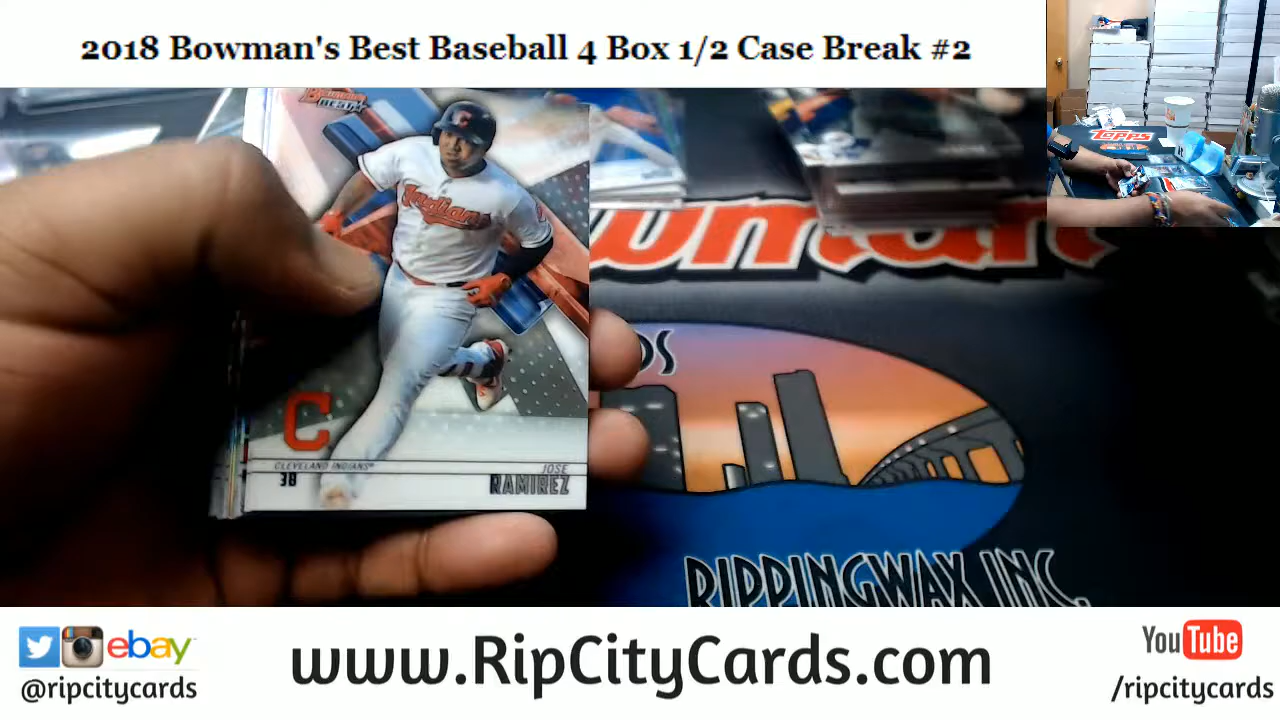 2018 Bowman's Best Baseball 4 Box 1/2 Case Break #2
Topps
Bowman's
BEST
C
Indians
C
CLEVELAND INDIANS
3B
JOSE
RAMIREZ
RIPPINGWAX INC.
ebay
@ripcitycards
www.RipCityCards.com
YouTube
/ripcitycards